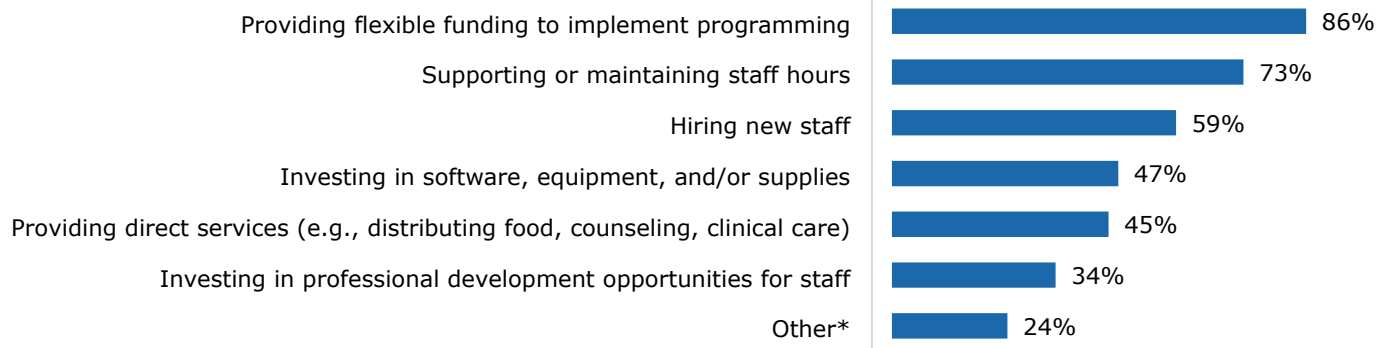 Providing flexible funding to implement programming 86%
Supporting or maintaining staff hours 73%
Hiring new staff 59%
Investing in software, equipment, and/or supplies 47%
Providing direct services (e.g., distributing food, counseling, clinical care) 45%
Investing in professional development opportunities for staff 34%
Other* 24%